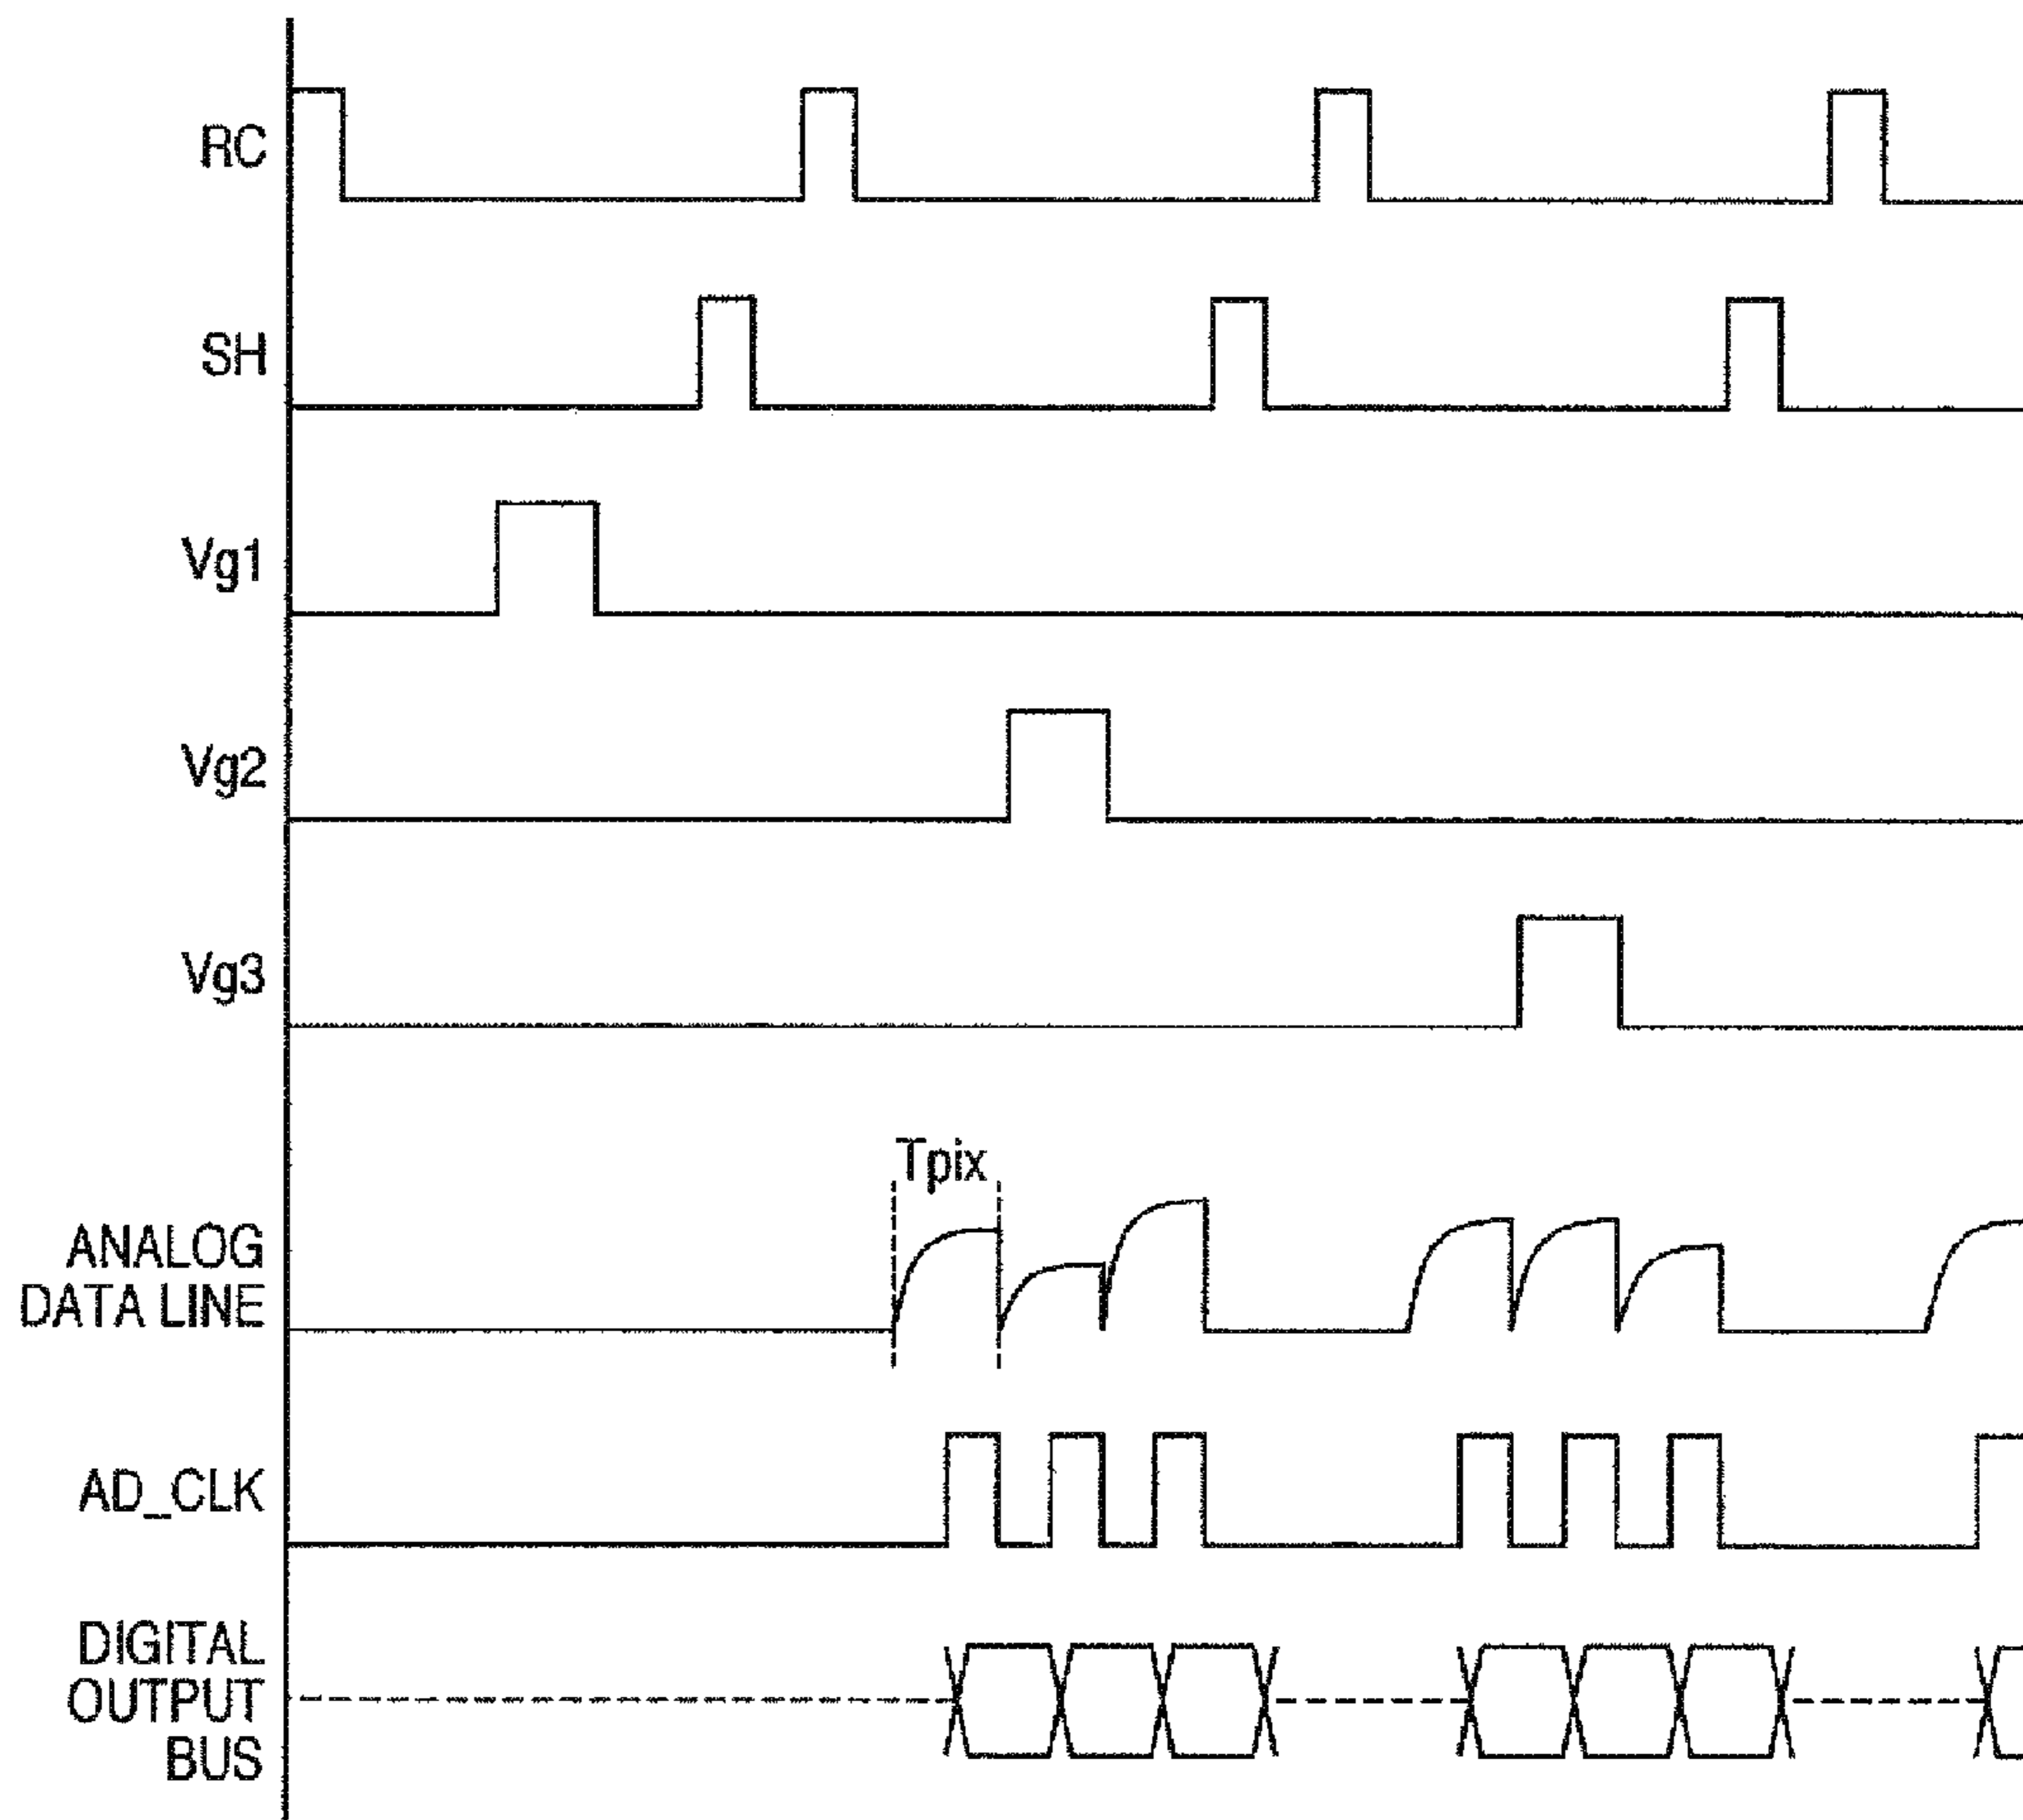 RC
SH
Vg1
Vg2
Vg3
Tpix
ANALOG
DATA LINE
AD_CLK
DIGITAL
OUTPUT
BUS